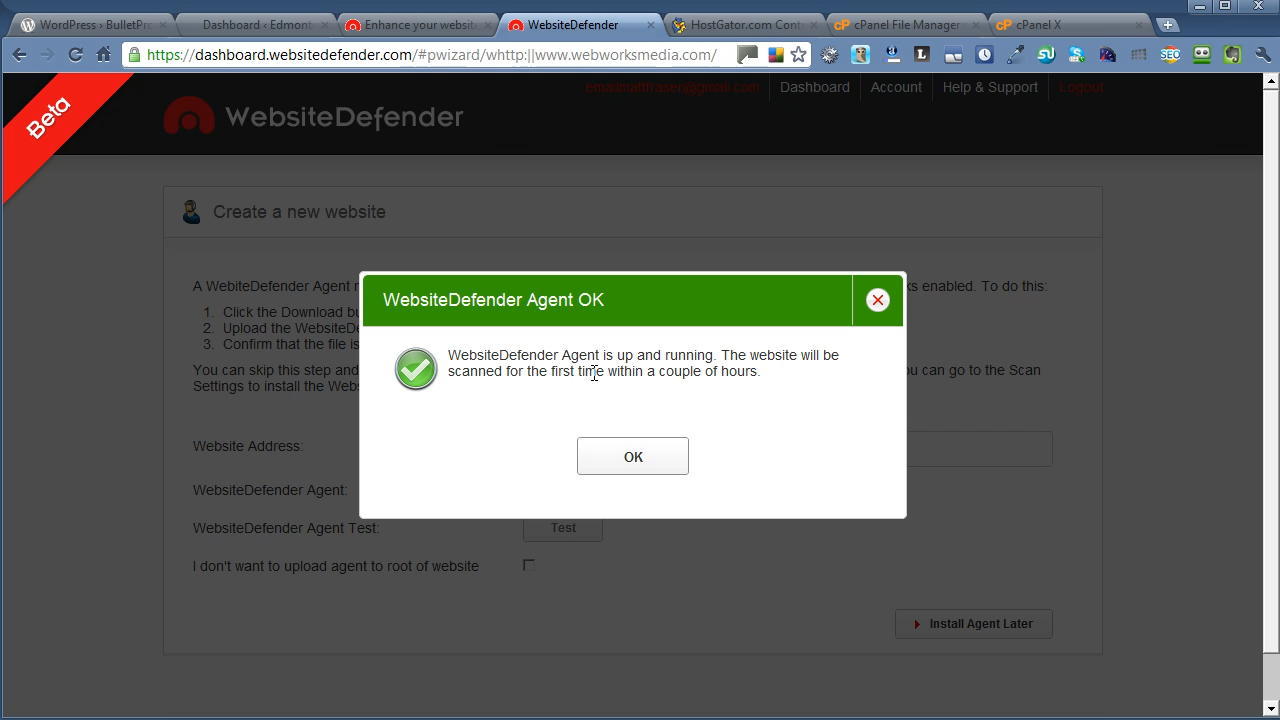 WordPress › BulletPr
Dashboard ‹ Edmont
Enhance your websit
WebsiteDefender
HostGator.com Cont
cPanel File Manager
cPanel X
https://dashboard.websitedefender.com/#pwizard/whttp;||www.webworksmedia.com/
Beta
WebsiteDefender
emailmattfraser@gmail.com
Dashboard
Account
Help & Support
Logout
Create a new website
A WebiteDefender Agent
ks enabled. To do this:
1. Click the Download bu
2. Upload the WebsiteDe
3. Confirm that the file is
You can skip this step and
ou can go to the Scan
Settings to install the Webs
WebsiteDefender Agent OK
WebsiteDefender Agent is up and running. The website will be
scanned for the first time within a couple of hours.
OK
Website Address:
WebsiteDefender Agent:
WebsiteDefender Agent Test:
Test
I don't want to upload agent to root of website
Install Agent Later